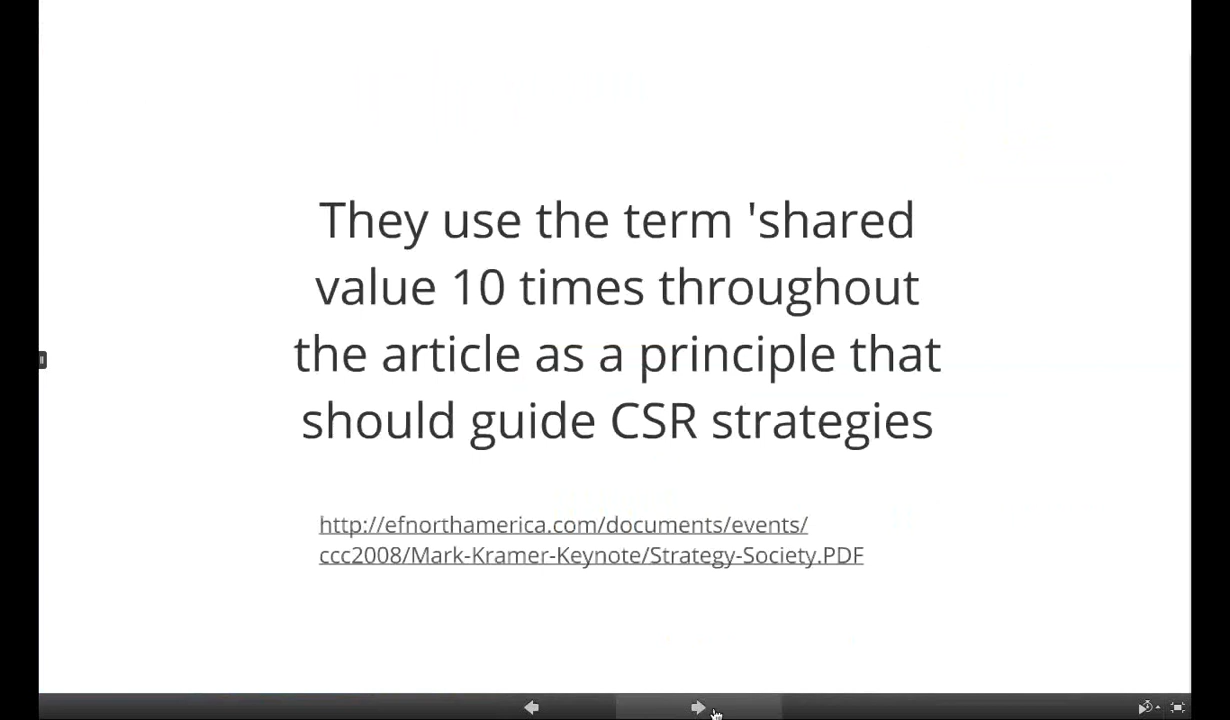 They use the term 'shared
value 10 times throughout
the article as a principle that
should guide CSR strategies
http://efnorthamerica.com/documents/events/
ccc2008/Mark-Kramer-Keynote/Strategy-Society.PDF